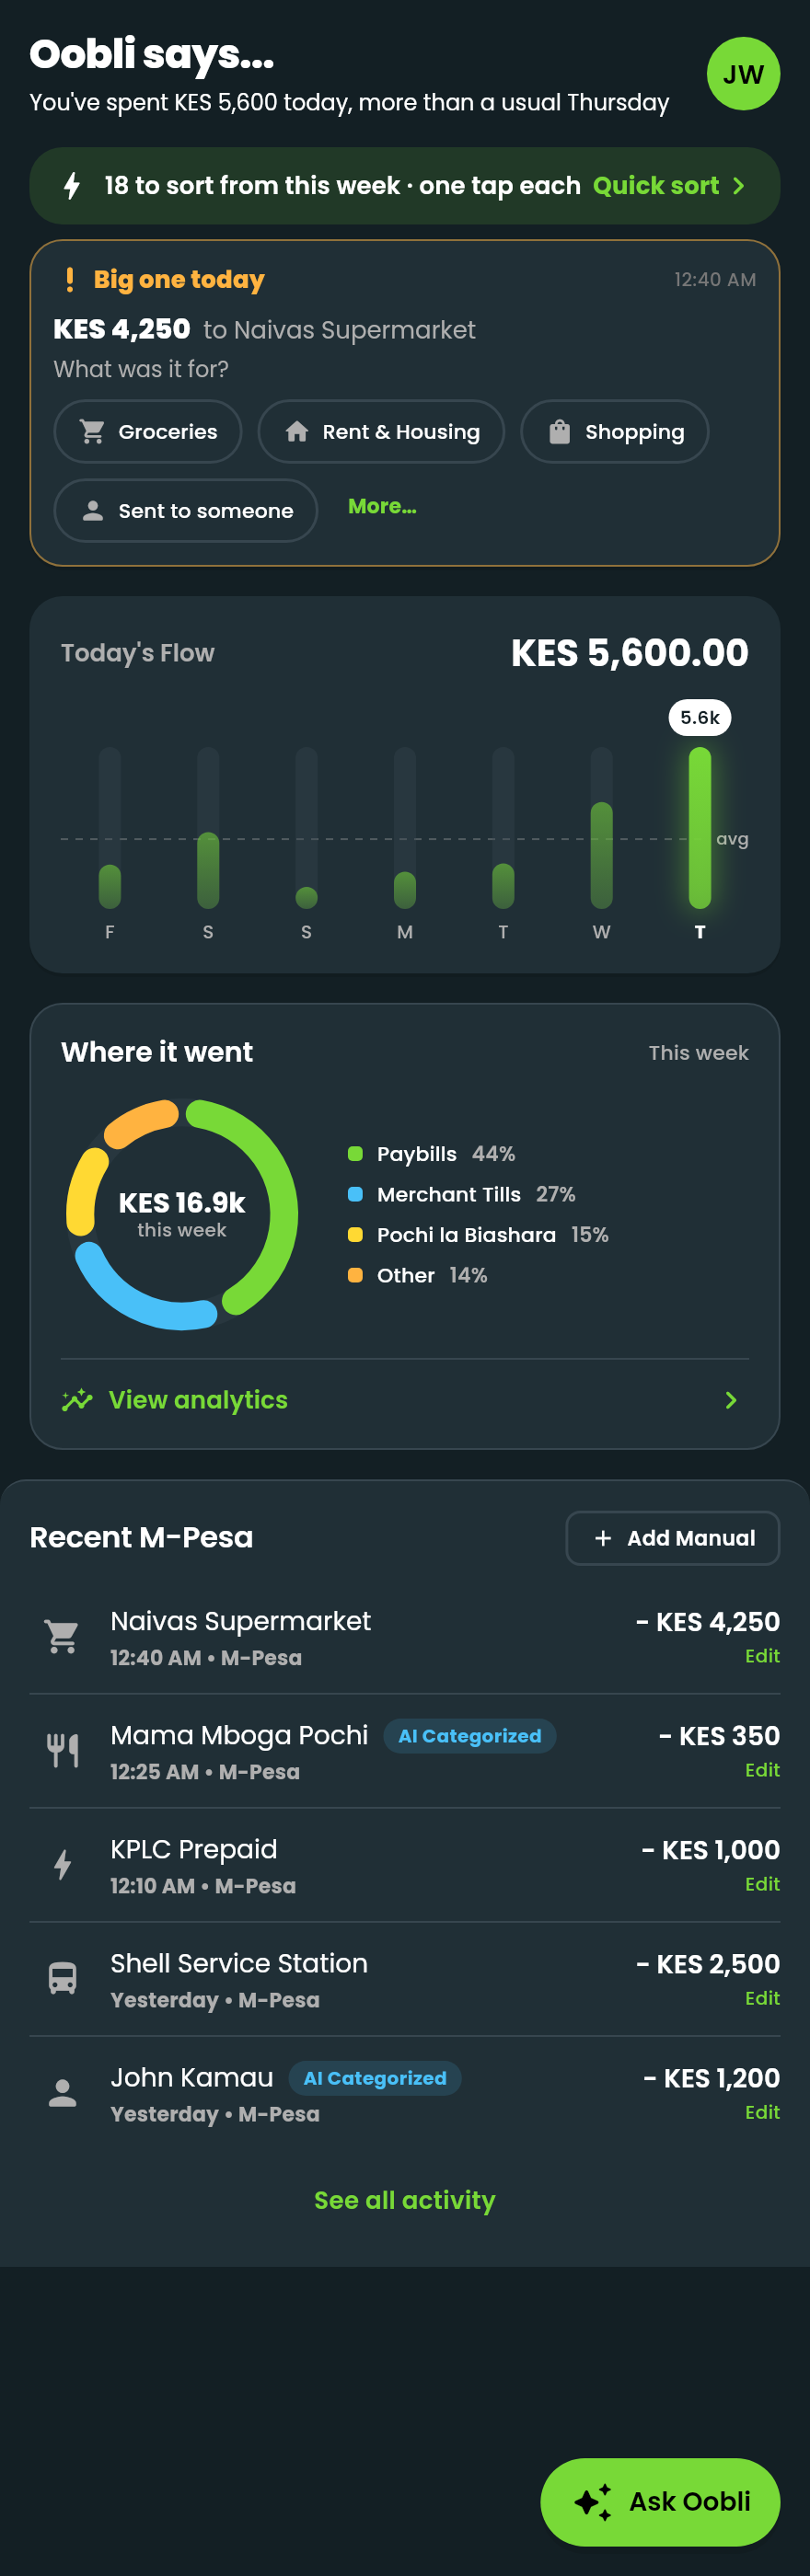 Oobli says...
JW
You've spent KES 5,600 today, more than a usual Thursday
18 to sort from this week · one tap each Quick sort
Big one today 12:40 AM
KES 4,250 to Naivas Supermarket
What was it for?
Groceries Rent & Housing Shopping
Sent to someone More...
Today's Flow KES 5,600.00
5.6k
avg
F S S M T W T
Where it went This week
Paybills 44%
Merchant Tills 27%
Pochi la Biashara 15%
Other 14%
KES 16.9k
this week
View analytics
Recent M-Pesa + Add Manual
Naivas Supermarket - KES 4,250
12:40 AM • M-Pesa Edit
Mama Mboga Pochi AI Categorized - KES 350
12:25 AM • M-Pesa Edit
KPLC Prepaid - KES 1,000
12:10 AM • M-Pesa Edit
Shell Service Station - KES 2,500
Yesterday • M-Pesa Edit
John Kamau AI Categorized - KES 1,200
Yesterday • M-Pesa Edit
See all activity
Ask Oobli